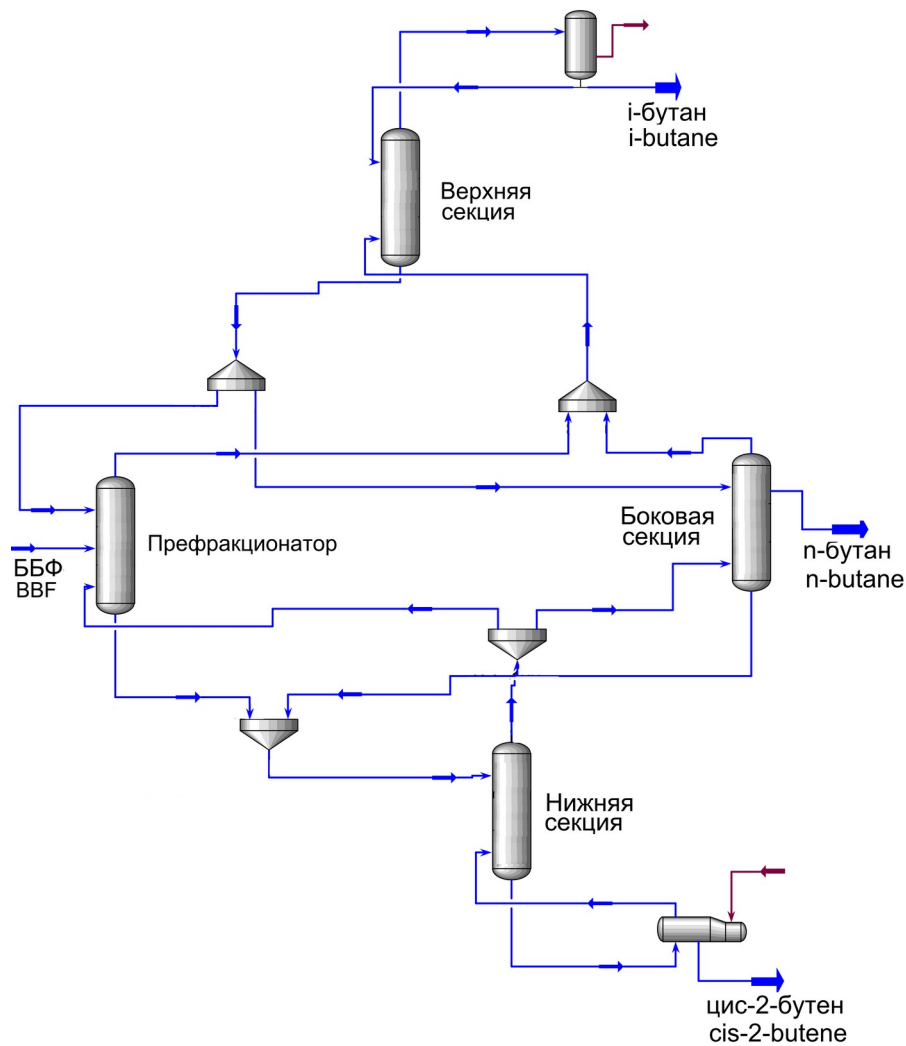 i-бутан
i-butane
Верхняя
секция
Префракционатор
ББФ
BBF
Боковая
секция
n-бутан
n-butane
Нижняя
секция
цис-2-бутен
cis-2-butene